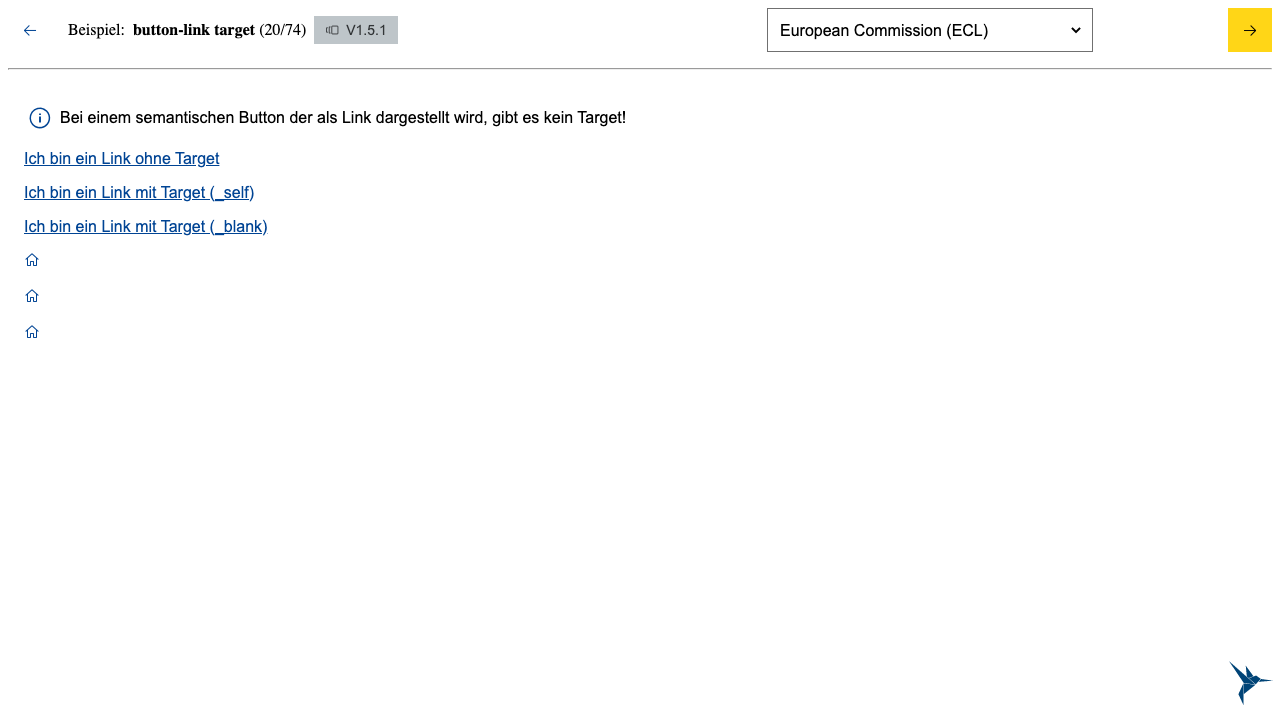 Beispiel: button-link target (20/74) V1.5.1 European Commission (ECL)
Bei einem semantischen Button der als Link dargestellt wird, gibt es kein Target!
Ich bin ein Link ohne Target
Ich bin ein Link mit Target (_self)
Ich bin ein Link mit Target (_blank)